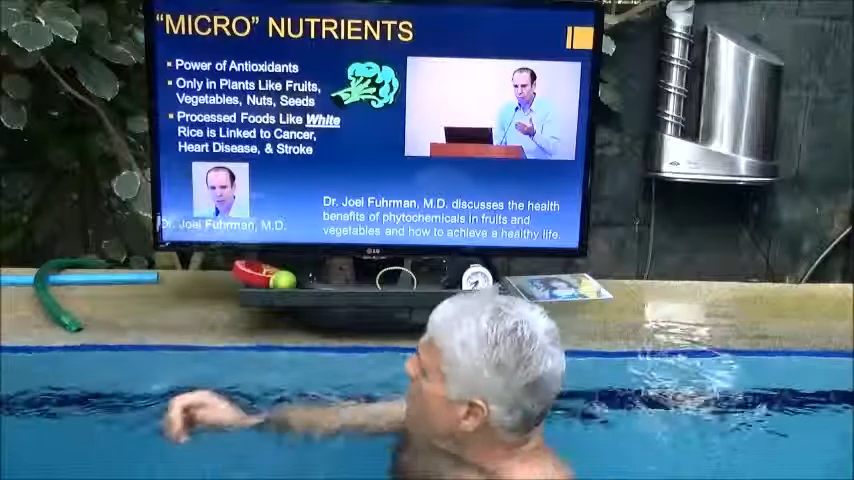 "MICRO" NUTRIENTS
Power of Antioxidants
Only in Plants Like Fruits,
Vegetables, Nuts, Seeds
Processed Foods Like White
Rice is Linked to Cancer,
Heart Disease, & Stroke
Dr. Joel Fuhrman, M.D.
Dr. Joel Fuhrman, M.D. discusses the health
benefits of phytochemicals in fruits and
vegetables and how to achieve a healthy life.
LG